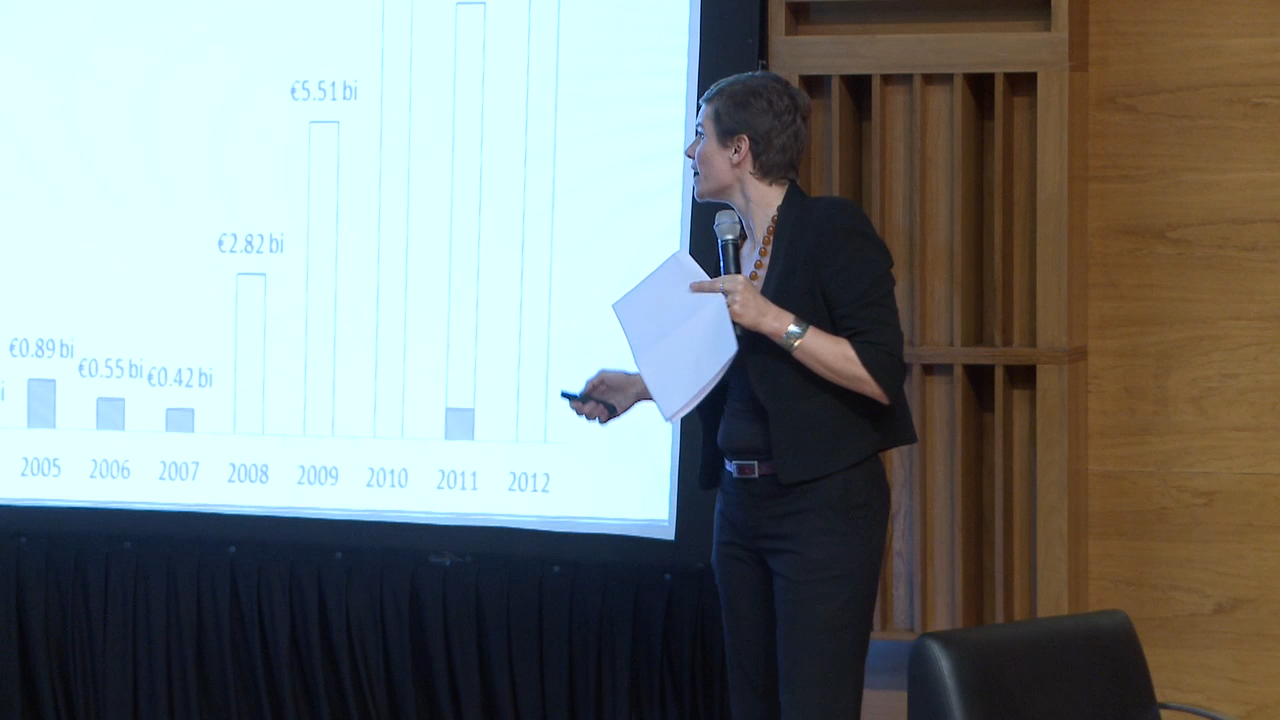 €5.51 bi
€2.82 bi
€0.89 bi
€0.55 bi
€0.42 bi
i
2005 2006 2007 2008 2009 2010 2011 2012